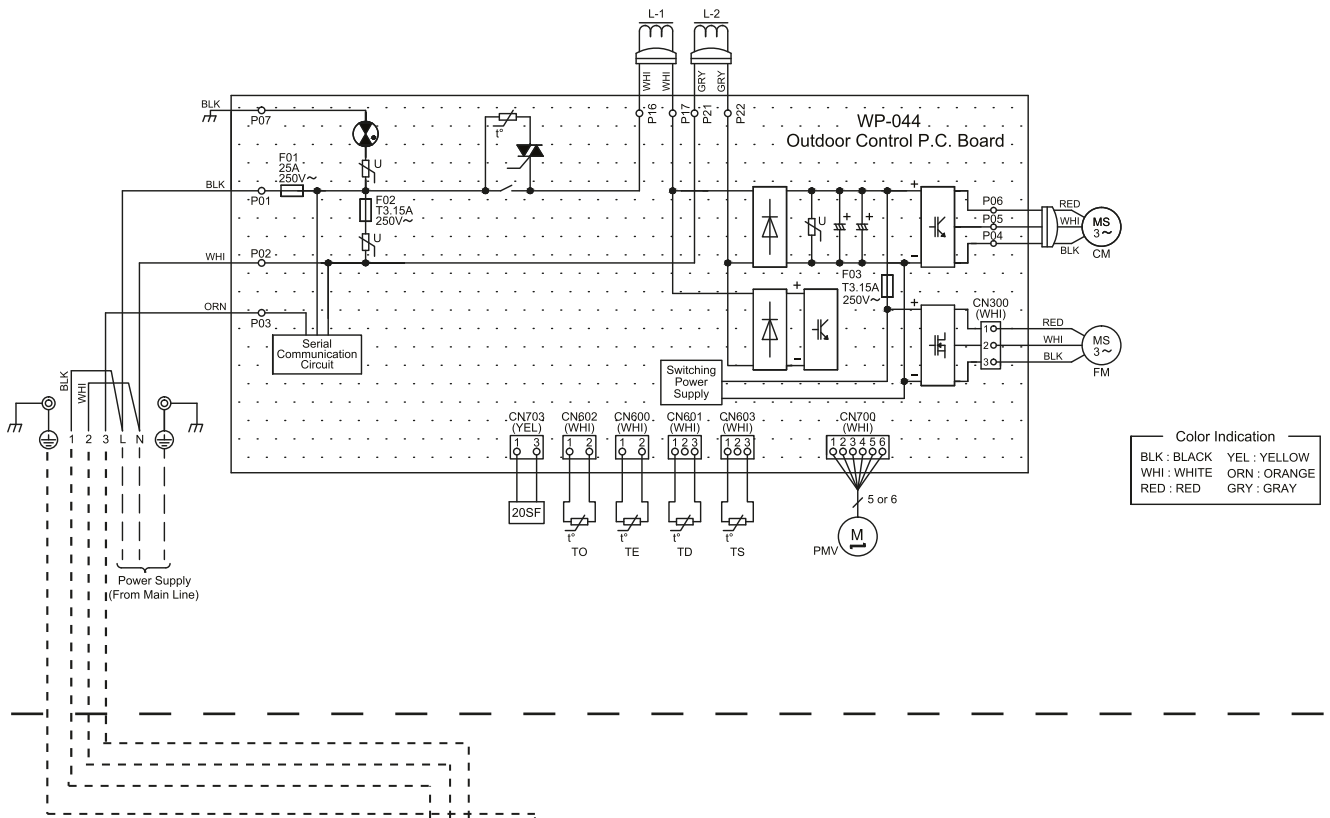 L-1
L-2
WHI
WHI
GRY
GRY
BLK
P07
P16
P17
P21
P22
WP-044
Outdoor Control P.C. Board
t°
F01
25A
250V~
U
BLK
P01
F02
T3.15A
250V~
U
U
+
+
+
P06
RED
P05
WHI
P04
BLK
MS
3~
CM
WHI
P02
-
F03
T3.15A
250V~
ORN
P03
+
-
+
-
CN300
(WHI)
1
2
3
RED
WHI
BLK
MS
3~
FM
Serial
Communication
Circuit
Switching
Power
Supply
BLK
WHI
1 2 3 L N
CN703
(YEL)
1 3
CN602
(WHI)
1 2
CN600
(WHI)
1 2
CN601
(WHI)
1 2 3
CN603
(WHI)
1 2 3
CN700
(WHI)
1 2 3 4 5 6
20SF
t°
TO
t°
TE
t°
TD
t°
TS
5 or 6
PMV
M
Color Indication
BLK : BLACK YEL : YELLOW
WHI : WHITE ORN : ORANGE
RED : RED GRY : GRAY
Power Supply
(From Main Line)